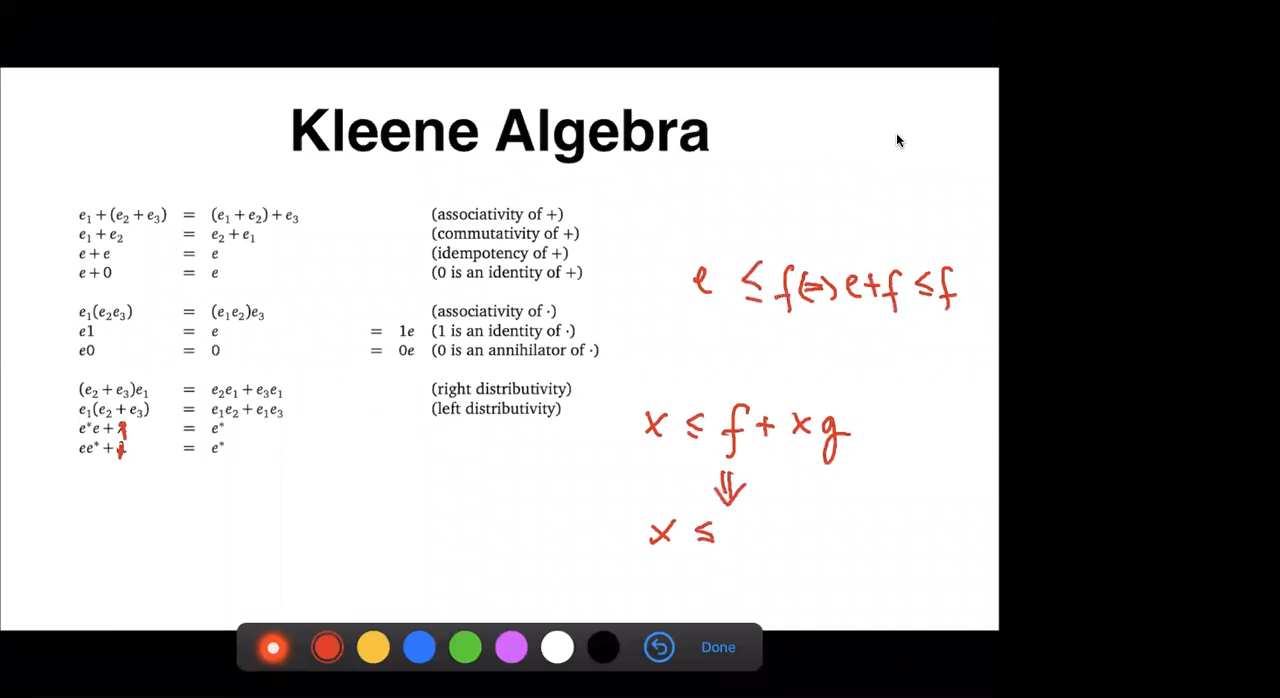 Kleene Algebra
e₁ + (e₂ + e₃) = (e₁ + e₂) + e₃ (associativity of +)
e₁ + e₂ = e₂ + e₁ (commutativity of +)
e + e = e (idempotency of +)
e + 0 = e (0 is an identity of +)
e₁(e₂e₃) = (e₁e₂)e₃ (associativity of ·)
e1 = e = 1e (1 is an identity of ·)
e0 = 0 = 0e (0 is an annihilator of ·)
(e₂ + e₃)e₁ = e₂e₁ + e₃e₁ (right distributivity)
e₁(e₂ + e₃) = e₁e₂ + e₁e₃ (left distributivity)
e*e + 1 = e*
ee* + 1 = e*
e ≤ f ⇔ e + f ≤ f
x ≤ f + xg
⇓
x ≤
Done